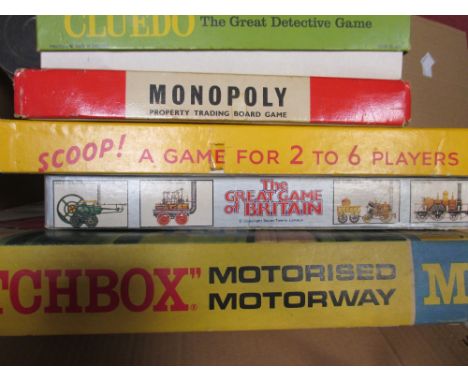 CLUEDO The Great Detective Game
MONOPOLY
PROPERTY TRADING BOARD GAME
SCOOP! A GAME FOR 2 TO 6 PLAYERS
The
GREAT GAME
of BRITAIN
TCHBOX" MOTORISED
MOTORWAY
M